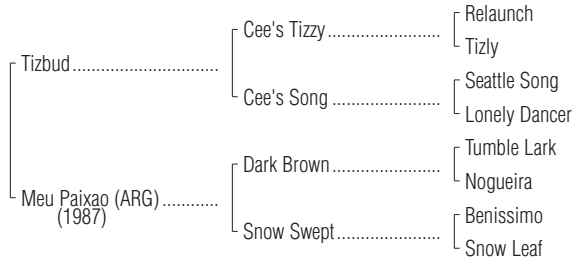 Relaunch
Cee's Tizzy
Tizly
Tizbud
Seattle Song
Cee's Song
Lonely Dancer
Tumble Lark
Dark Brown
Nogueira
Meu Paixao (ARG)
(1987)
Benissimo
Snow Swept
Snow Leaf